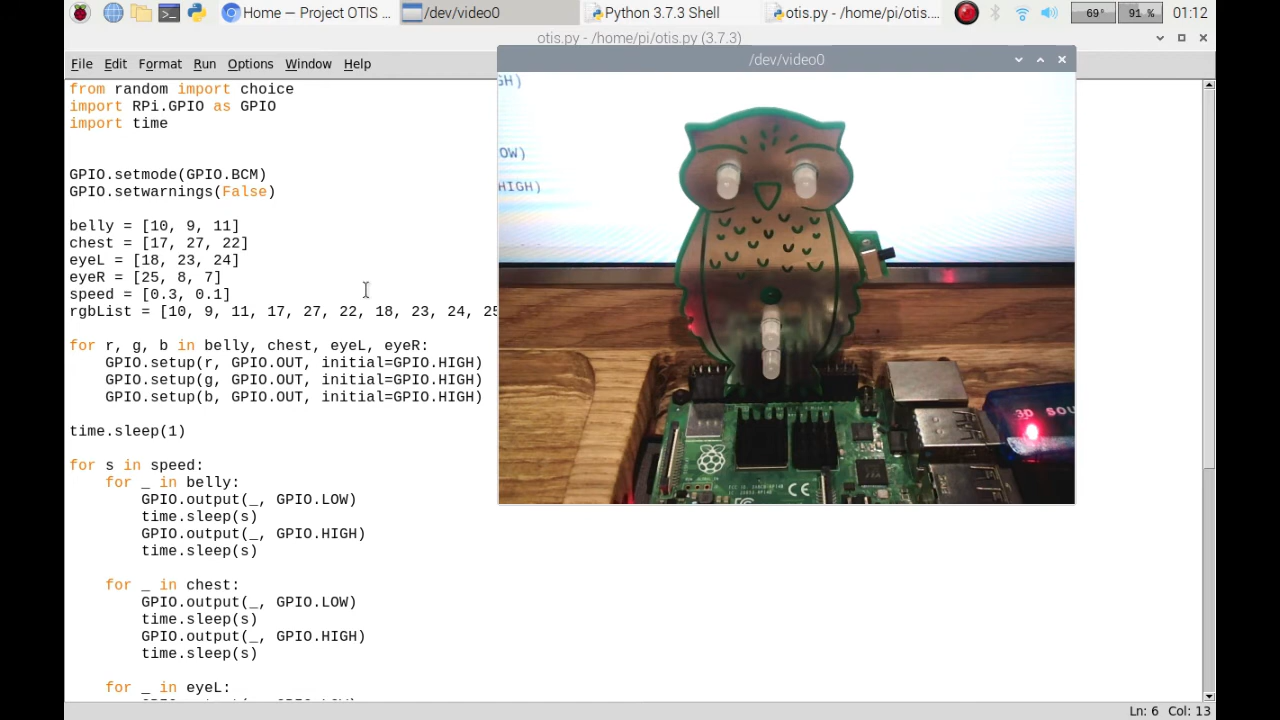 Home — Project OTIS ...
/dev/video0
Python 3.7.3 Shell
otis.py - /home/pi/otis....
69°
91 %
01:12
otis.py - /home/pi/otis.py (3.7.3)
File Edit Format Run Options Window Help
/dev/video0
from random import choice
import RPi.GPIO as GPIO
import time
GPIO.setmode(GPIO.BCM)
GPIO.setwarnings(False)
belly = [10, 9, 11]
chest = [17, 27, 22]
eyeL = [18, 23, 24]
eyeR = [25, 8, 7]
speed = [0.3, 0.1]
rgbList = [10, 9, 11, 17, 27, 22, 18, 23, 24, 25
for r, g, b in belly, chest, eyeL, eyeR:
GPIO.setup(r, GPIO.OUT, initial=GPIO.HIGH)
GPIO.setup(g, GPIO.OUT, initial=GPIO.HIGH)
GPIO.setup(b, GPIO.OUT, initial=GPIO.HIGH)
time.sleep(1)
for s in speed:
for _ in belly:
GPIO.output(_, GPIO.LOW)
time.sleep(s)
GPIO.output(_, GPIO.HIGH)
time.sleep(s)
for _ in chest:
GPIO.output(_, GPIO.LOW)
time.sleep(s)
GPIO.output(_, GPIO.HIGH)
time.sleep(s)
for _ in eyeL:
GH)
OW)
HIGH)
3D SOU
CE
Ln: 6 Col: 13